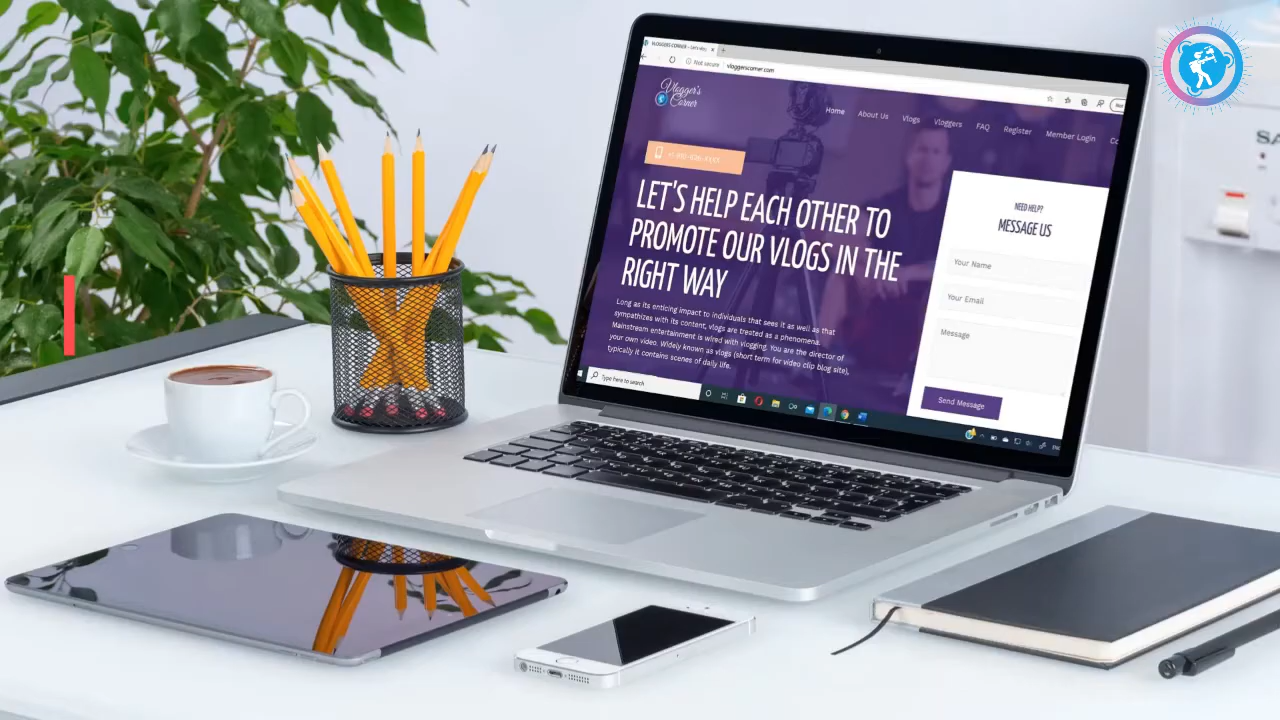 VLOGGERS CORNER
Not secure
vloggerscorner.com
Vlogger's
Corner
Home
About Us
Vlogs
Vloggers
FAQ
Register
Member Login
LET'S HELP EACH OTHER TO
PROMOTE OUR VLOGS IN THE
RIGHT WAY
Long as its enticing impact to individuals that sees it as well as that
sympathizes with its content, vlogs are treated as a phenomena.
Mainstream entertainment is wired with vlogging. You are the director of
your own video. Widely known as vlogs (short term for video clip blog site),
typically it contains scenes of daily life.
NEED HELP?
MESSAGE US
Your Name
Your Email
Message
Send Message
Type here to search